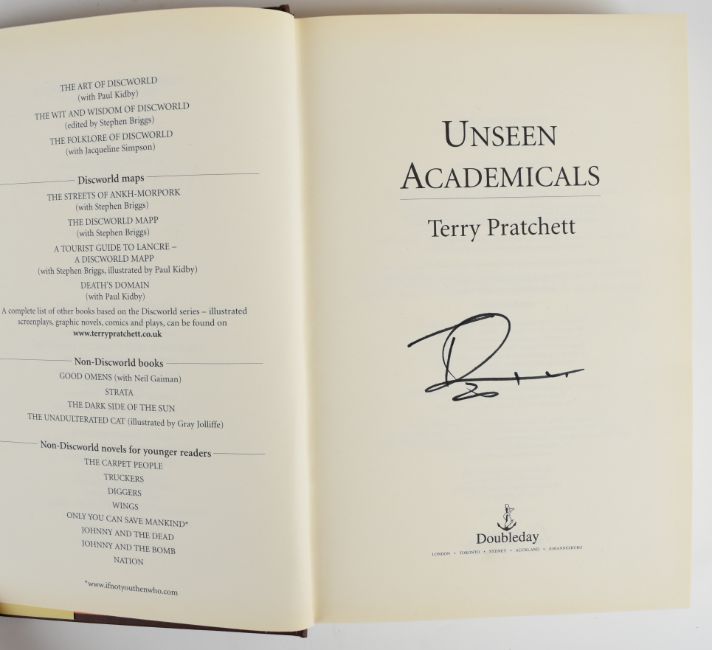 THE ART OF DISCWORLD
(with Paul Kidby)
THE WIT AND WISDOM OF DISCWORLD
(edited by Stephen Briggs)
THE FOLKLORE OF DISCWORLD
(with Jacqueline Simpson)
Discworld maps
THE STREETS OF ANKH-MORPORK
(with Stephen Briggs)
THE DISCWORLD MAPP
(with Stephen Briggs)
A TOURIST GUIDE TO LANCRE –
A DISCWORLD MAPP
(with Stephen Briggs, illustrated by Paul Kidby)
DEATH'S DOMAIN
(with Paul Kidby)
A complete list of other books based on the Discworld series – illustrated
screenplays, graphic novels, comics and plays, can be found on
www.terrypratchett.co.uk
Non-Discworld books
GOOD OMENS (with Neil Gaiman)
STRATA
THE DARK SIDE OF THE SUN
THE UNADULTERATED CAT (illustrated by Gray Jolliffe)
Non-Discworld novels for younger readers
THE CARPET PEOPLE
TRUCKERS
DIGGERS
WINGS
ONLY YOU CAN SAVE MANKIND*
JOHNNY AND THE DEAD
JOHNNY AND THE BOMB
NATION
*www.ifnotyouthenwho.com
UNSEEN
ACADEMICALS
Terry Pratchett
Doubleday
LONDON • TORONTO • SYDNEY • AUCKLAND • JOHANNESBURG